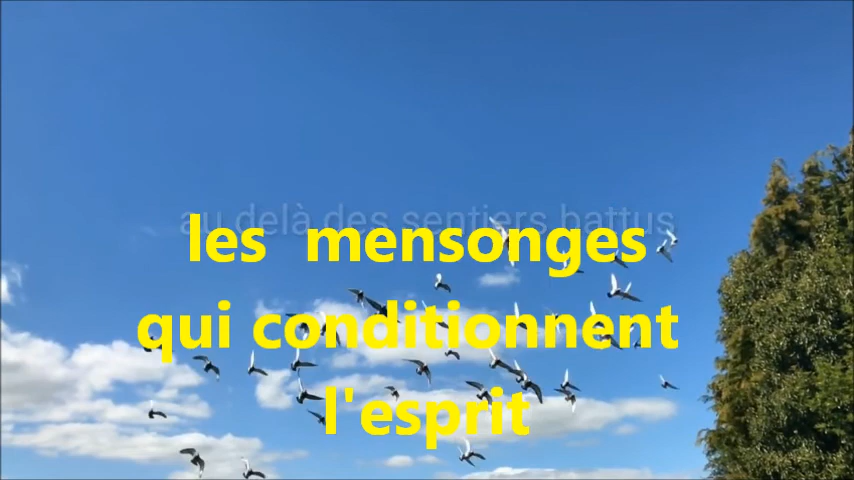 au delà des sentiers battus
les mensonges
qui conditionnent
l'esprit